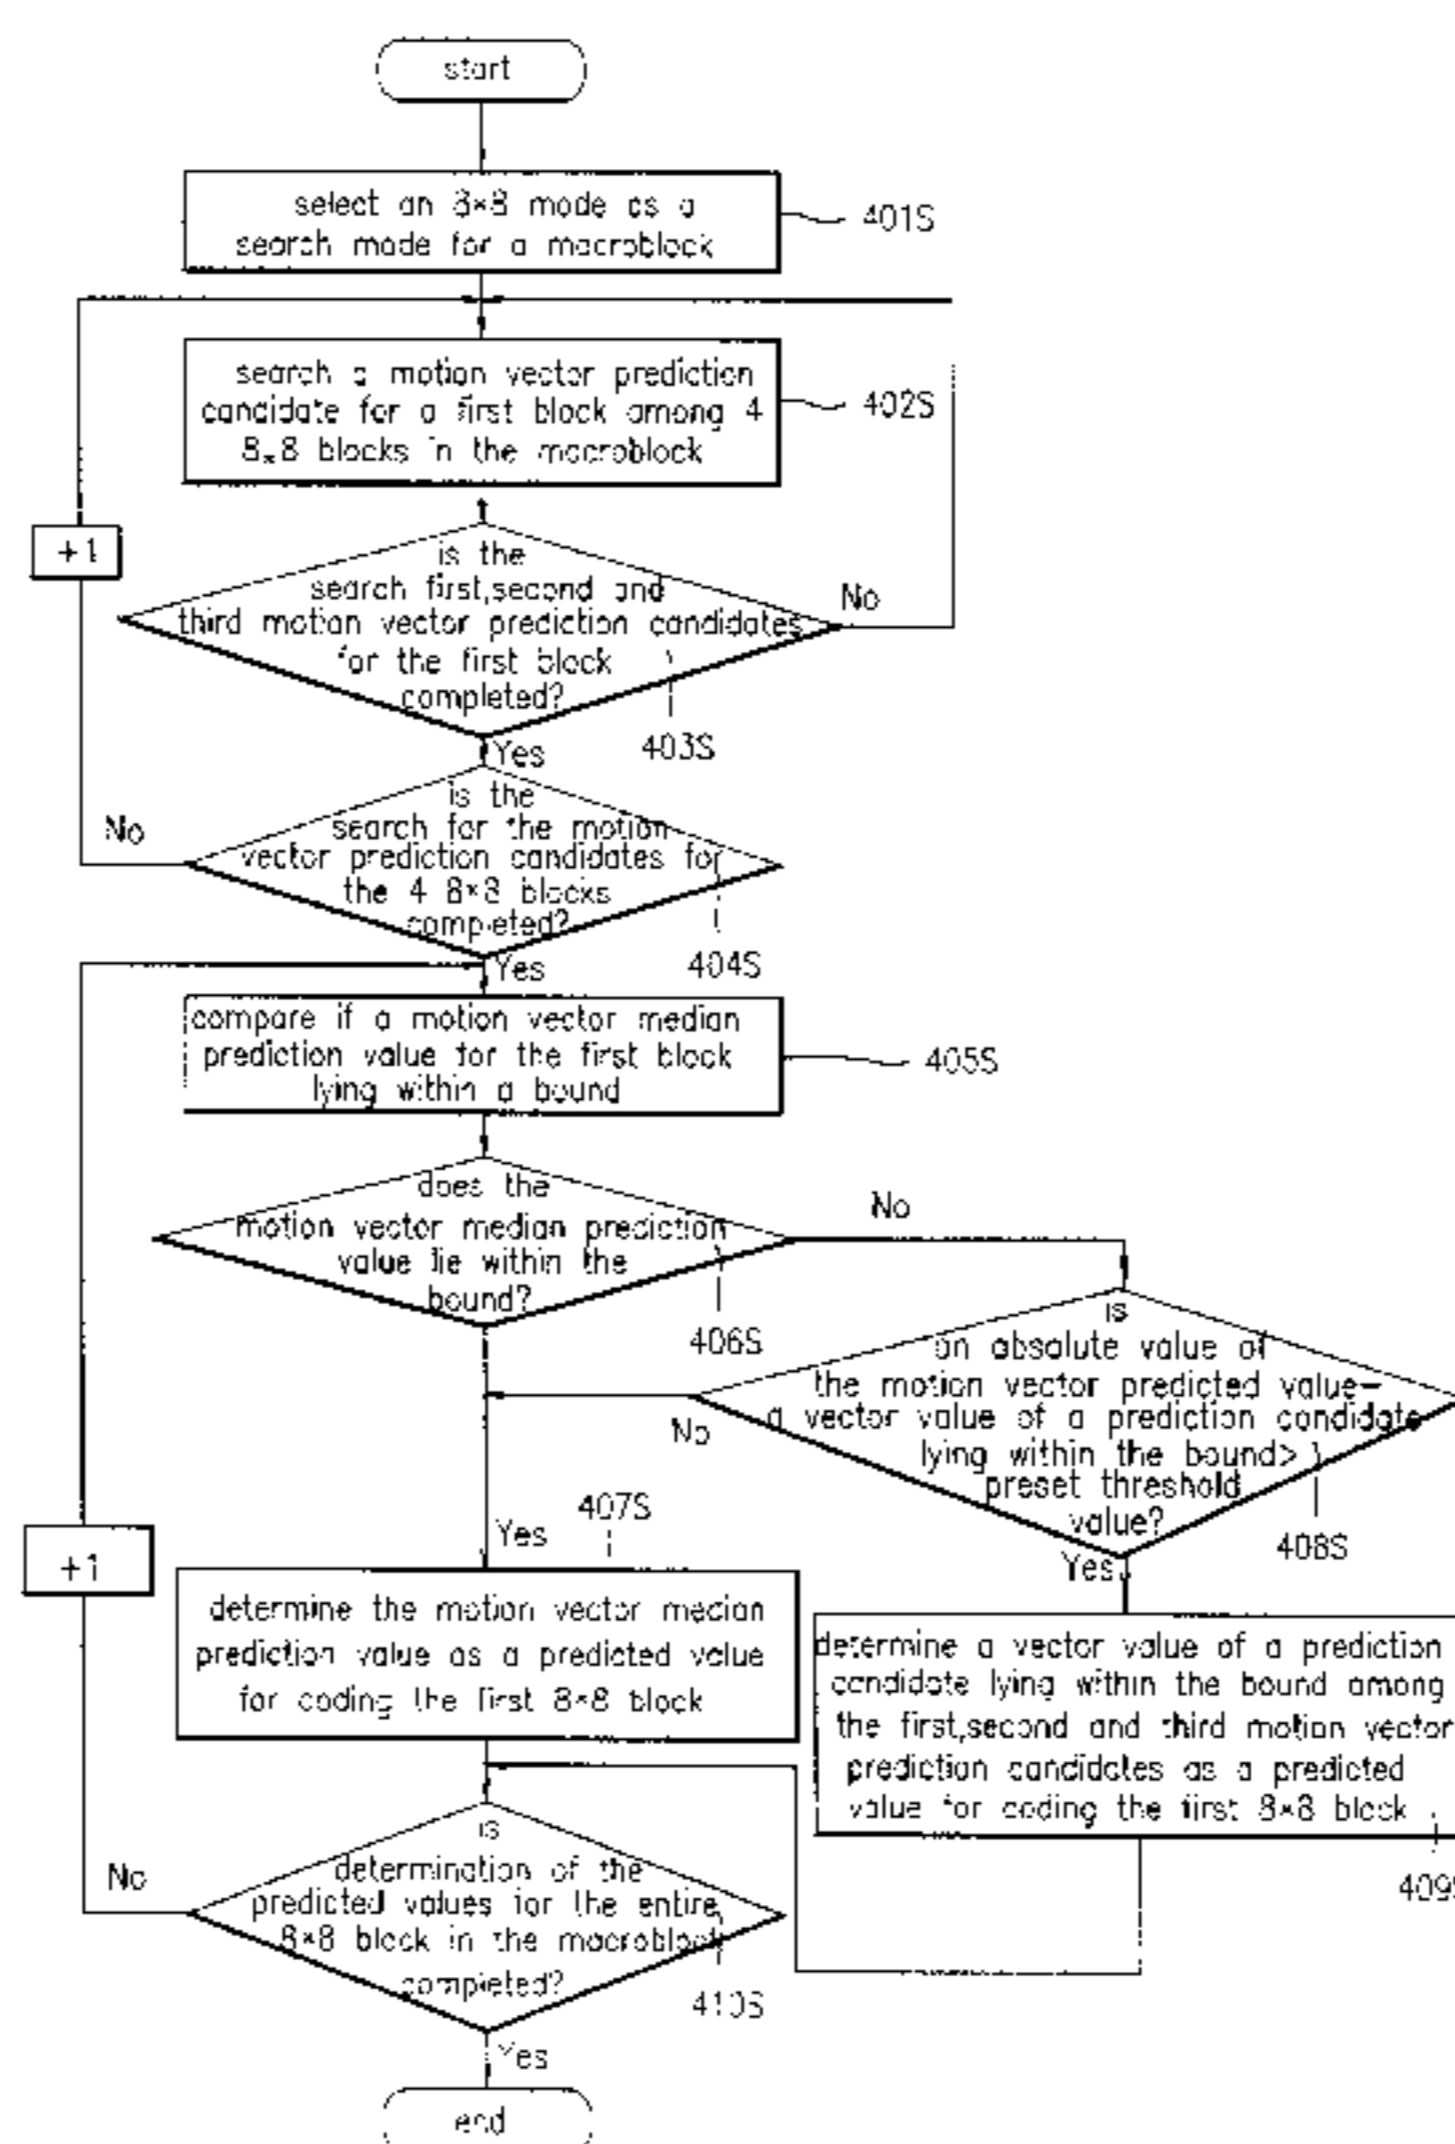 start
select an 8×8 mode as a
search mode for a macroblock
401S
search a motion vector prediction
candidate for a first block among 4
8×8 blocks in the macroblock
402S
+1
is the
search first,second and
third motion vector prediction candidates
for the first block
completed?
No
403S
Yes
is the
search for the motion
vector prediction candidates for
the 4 8×8 blocks
completed?
No
404S
Yes
compare if a motion vector median
prediction value for the first block
lying within a bound
405S
does the
motion vector median prediction
value lie within the
bound?
No
406S
is
an absolute value of
the motion vector predicted value–
a vector value of a prediction candidate
lying within the bound>
preset threshold
value?
No
408S
Yes
407S
Yes
+1
determine the motion vector median
prediction value as a predicted value
for coding the first 8×8 block
determine a vector value of a prediction
candidate lying within the bound among
the first,second and third motion vector
prediction candidates as a predicted
value for coding the first 8×8 block
409S
is
determination of the
predicted values for the entire
8×8 block in the macroblock
completed?
No
410S
Yes
end